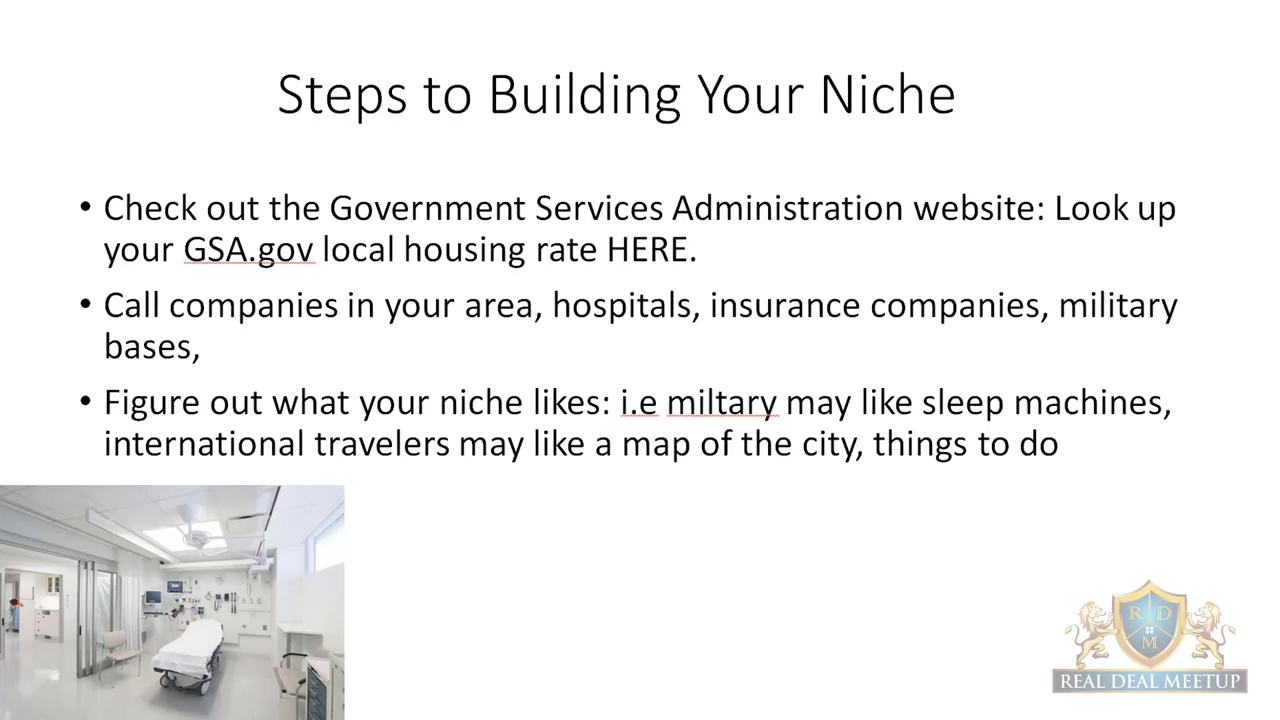 Steps to Building Your Niche
• Check out the Government Services Administration website: Look up
your GSA.gov local housing rate HERE.
• Call companies in your area, hospitals, insurance companies, military
bases,
• Figure out what your niche likes: i.e miltary may like sleep machines,
international travelers may like a map of the city, things to do
R D
M
REAL DEAL MEETUP